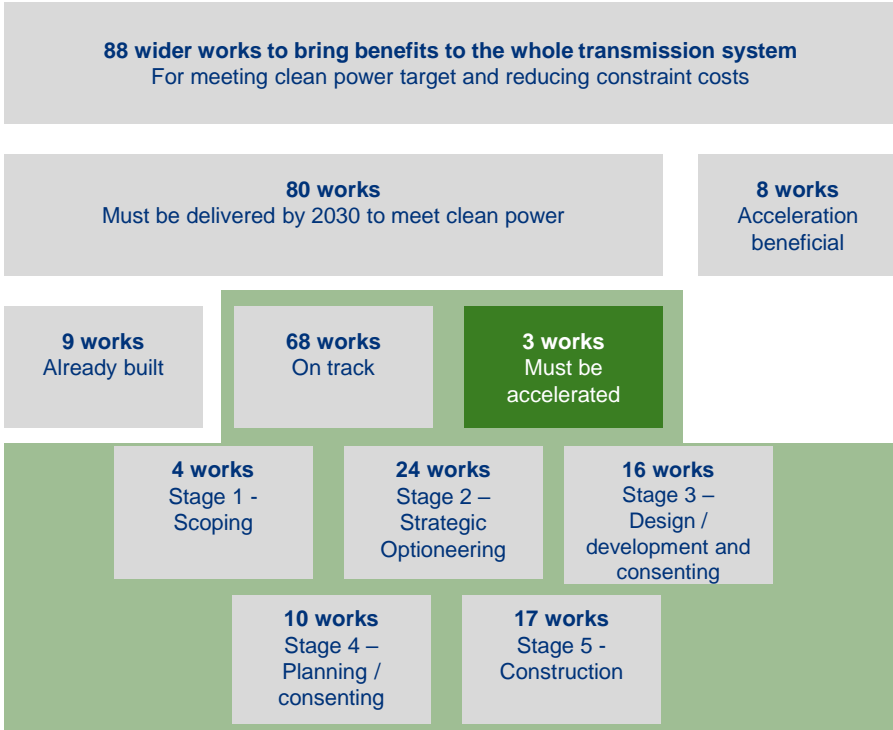 88 wider works to bring benefits to the whole transmission system
For meeting clean power target and reducing constraint costs
80 works
Must be delivered by 2030 to meet clean power
8 works
Acceleration
beneficial
9 works
Already built
68 works
On track
3 works
Must be
accelerated
4 works
Stage 1 -
Scoping
24 works
Stage 2 –
Strategic
Optioneering
16 works
Stage 3 –
Design /
development and
consenting
10 works
Stage 4 –
Planning /
consenting
17 works
Stage 5 -
Construction